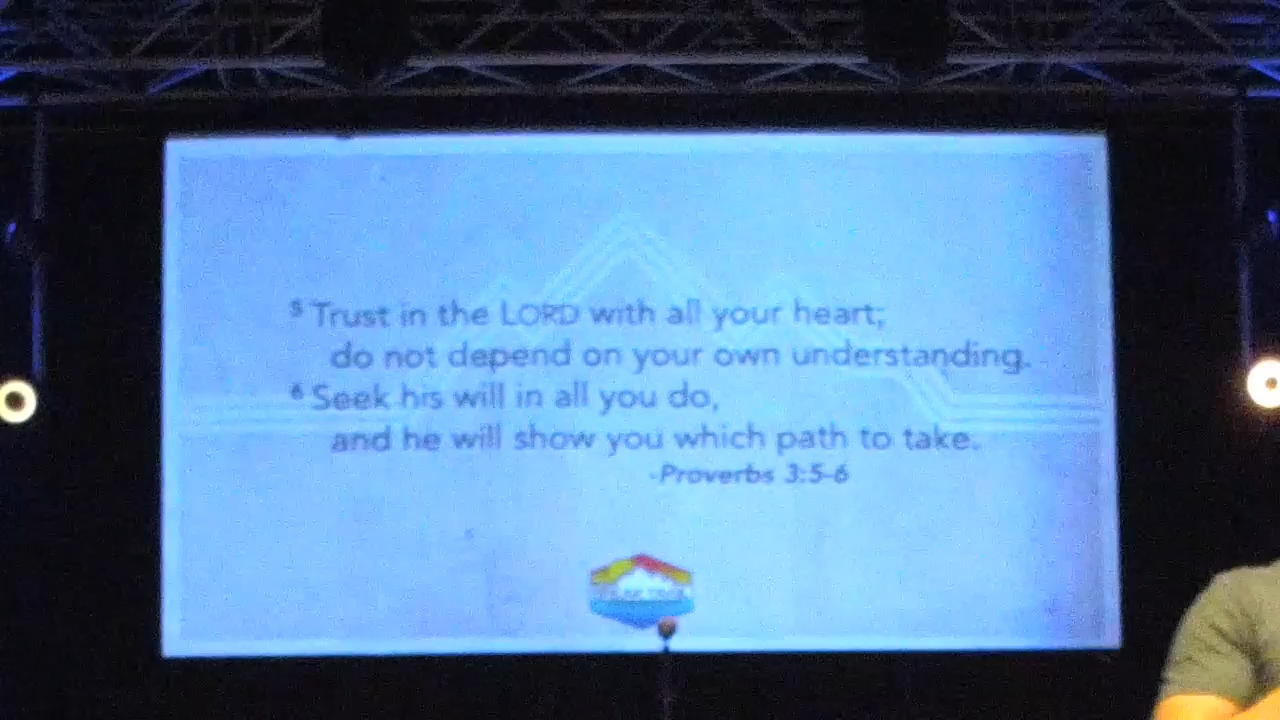 5 Trust in the LORD with all your heart;
do not depend on your own understanding.
6 Seek his will in all you do,
and he will show you which path to take.
-Proverbs 3:5-6